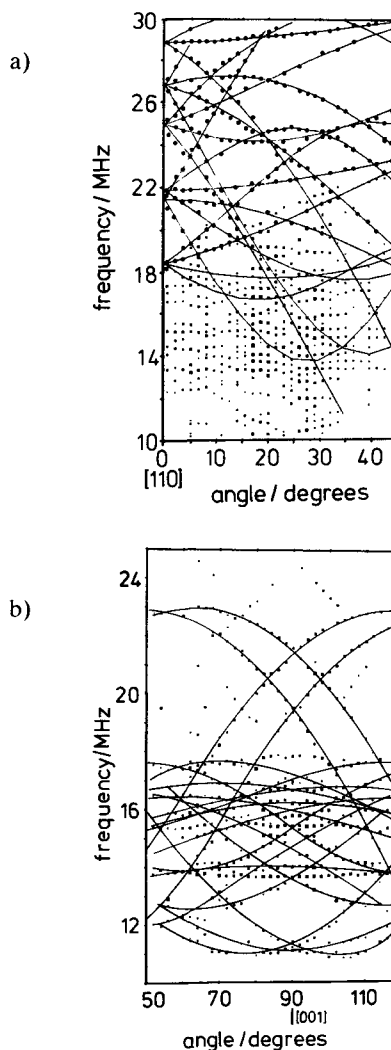 a)
30
26
22
18
14
10
frequency / MHz
0 10 20 30 40
[110]
angle / degrees
b)
24
20
16
12
frequency/MHz
50 70 90 110
[001]
angle / degrees